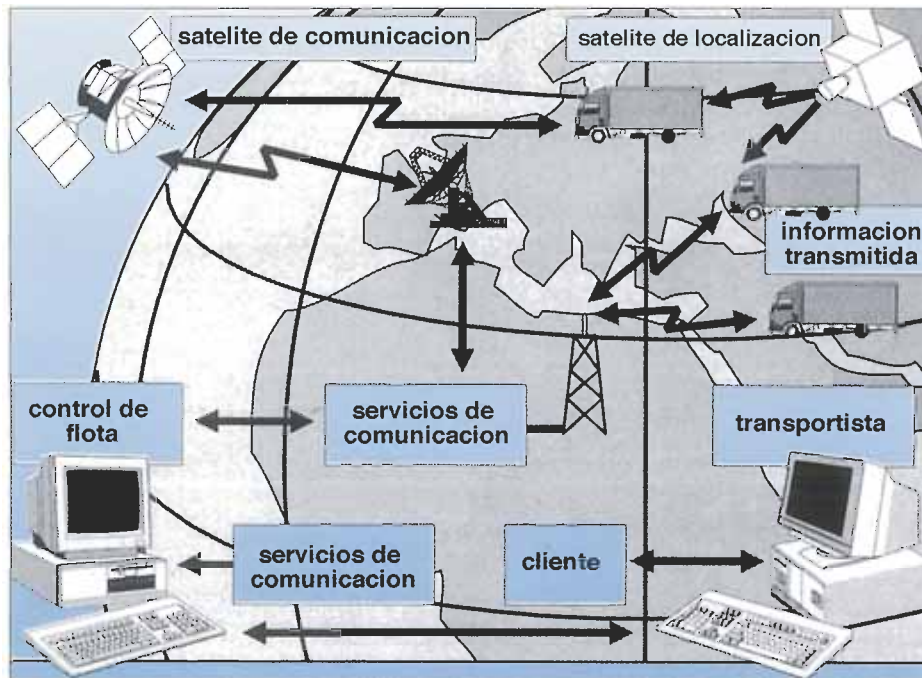 satelite de comunicacion
satelite de localizacion
informacion
transmitida
control de
flota
servicios de
comunicacion
transportista
servicios de
comunicacion
cliente